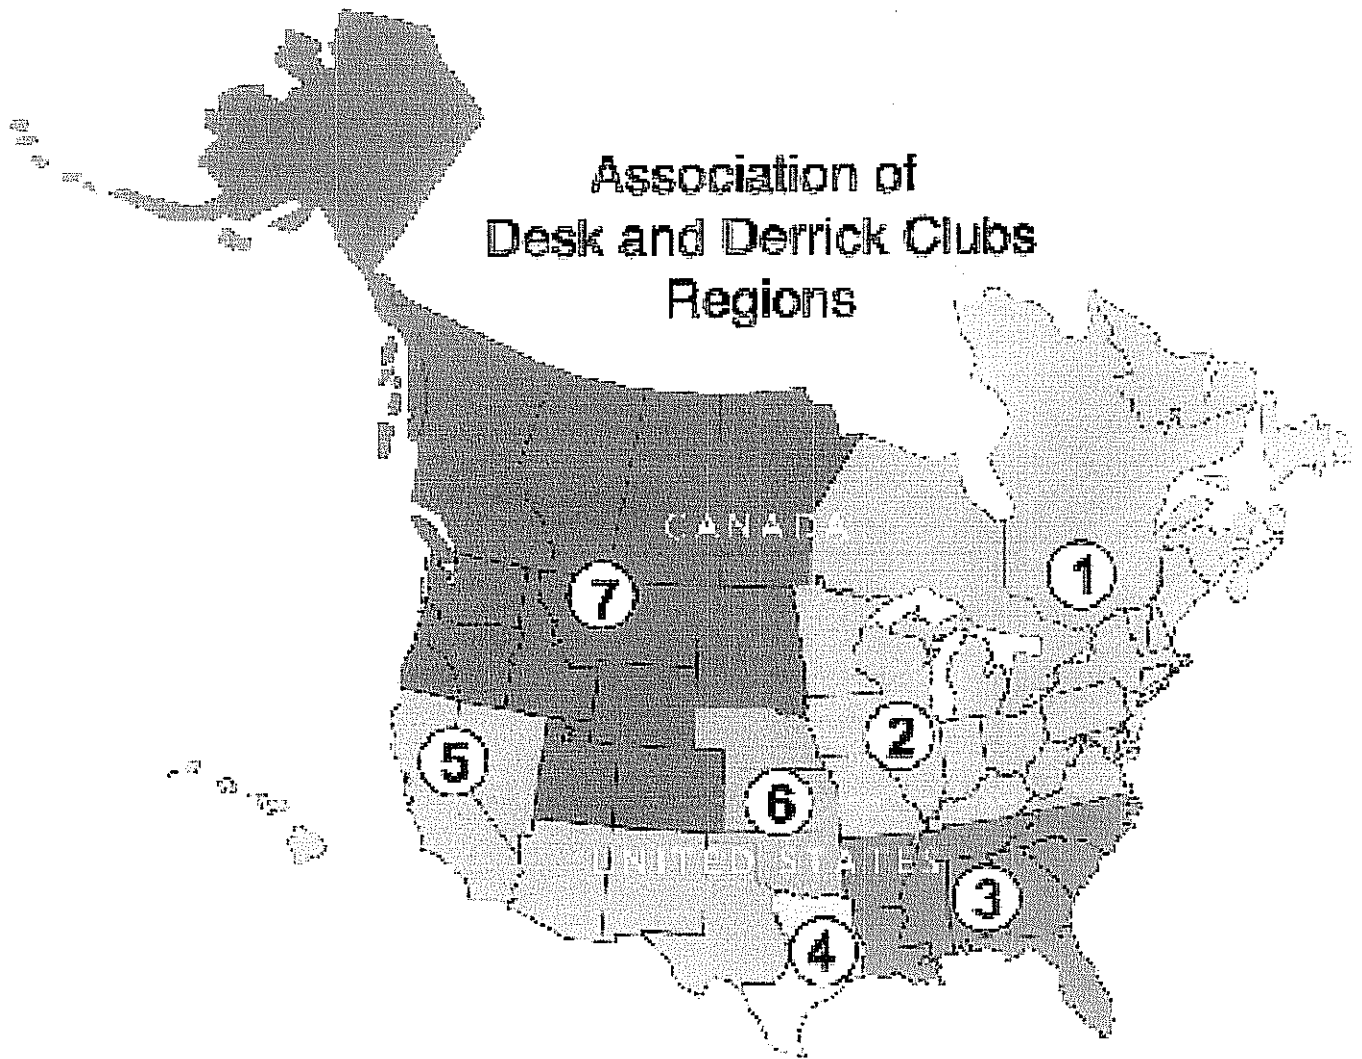 Association of
Desk and Derrick Clubs
Regions
CANADA
1
7
2
5
6
UNITED STATES
3
4